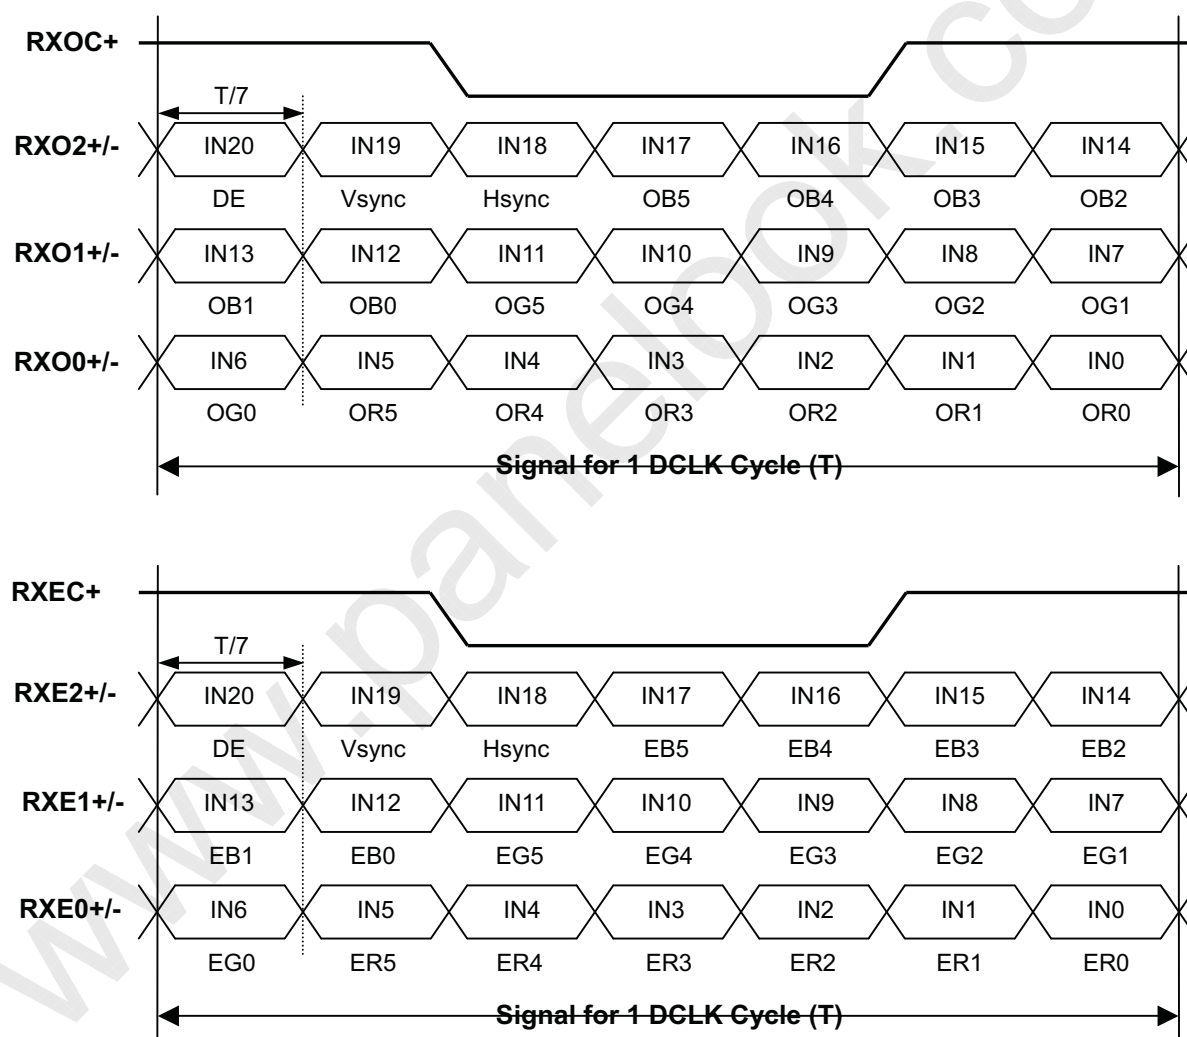 RXOC+
T/7
RXO2+/- IN20 IN19 IN18 IN17 IN16 IN15 IN14
DE Vsync Hsync OB5 OB4 OB3 OB2
RXO1+/- IN13 IN12 IN11 IN10 IN9 IN8 IN7
OB1 OB0 OG5 OG4 OG3 OG2 OG1
RXO0+/- IN6 IN5 IN4 IN3 IN2 IN1 IN0
OG0 OR5 OR4 OR3 OR2 OR1 OR0
Signal for 1 DCLK Cycle (T)
RXEC+
T/7
RXE2+/- IN20 IN19 IN18 IN17 IN16 IN15 IN14
DE Vsync Hsync EB5 EB4 EB3 EB2
RXE1+/- IN13 IN12 IN11 IN10 IN9 IN8 IN7
EB1 EB0 EG5 EG4 EG3 EG2 EG1
RXE0+/- IN6 IN5 IN4 IN3 IN2 IN1 IN0
EG0 ER5 ER4 ER3 ER2 ER1 ER0
Signal for 1 DCLK Cycle (T)
www.panelook.co